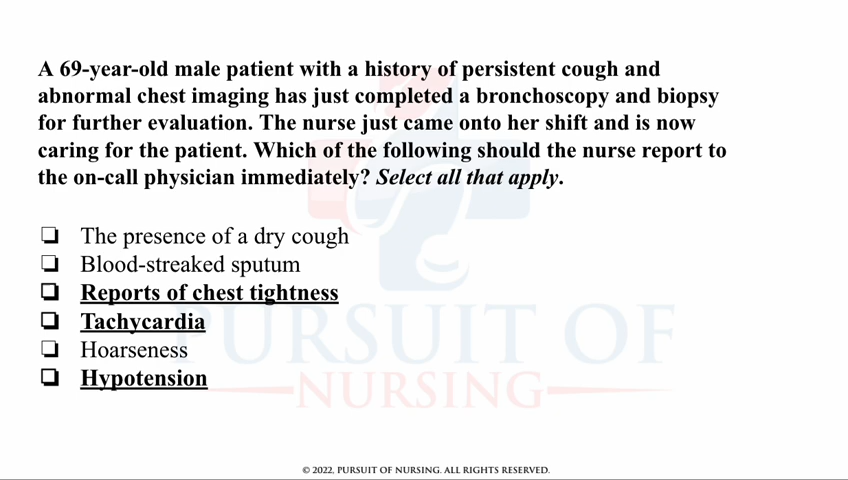 A 69-year-old male patient with a history of persistent cough and
abnormal chest imaging has just completed a bronchoscopy and biopsy
for further evaluation. The nurse just came onto her shift and is now
caring for the patient. Which of the following should the nurse report to
the on-call physician immediately? Select all that apply.
❏ The presence of a dry cough
❏ Blood-streaked sputum
❏ Reports of chest tightness
❏ Tachycardia
❏ Hoarseness
❏ Hypotension
PURSUIT OF
NURSING
© 2022, PURSUIT OF NURSING. ALL RIGHTS RESERVED.